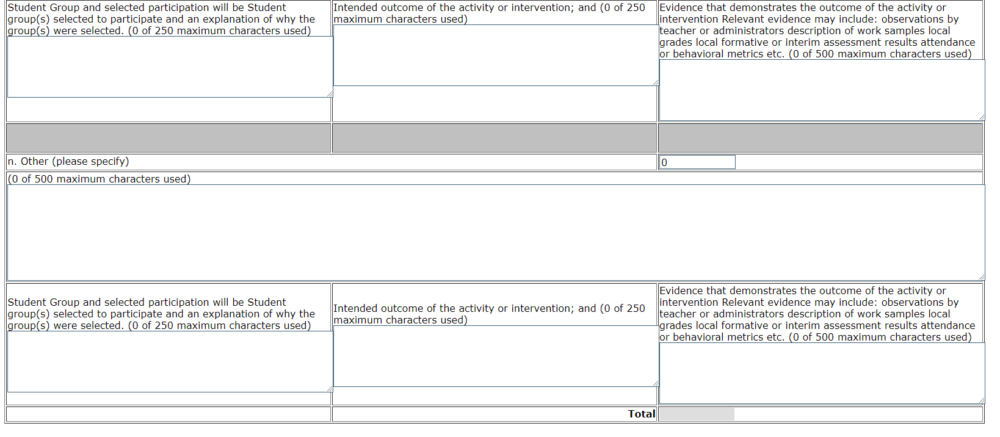 Student Group and selected participation will be Student
group(s) selected to participate and an explanation of why the
group(s) were selected. (0 of 250 maximum characters used)
Intended outcome of the activity or intervention; and (0 of 250
maximum characters used)
Evidence that demonstrates the outcome of the activity or
intervention Relevant evidence may include: observations by
teacher or administrators description of work samples local
grades local formative or interim assessment results attendance
or behavioral metrics etc. (0 of 500 maximum characters used)
n. Other (please specify)
0
(0 of 500 maximum characters used)
Student Group and selected participation will be Student
group(s) selected to participate and an explanation of why the
group(s) were selected. (0 of 250 maximum characters used)
Intended outcome of the activity or intervention; and (0 of 250
maximum characters used)
Evidence that demonstrates the outcome of the activity or
intervention Relevant evidence may include: observations by
teacher or administrators description of work samples local
grades local formative or interim assessment results attendance
or behavioral metrics etc. (0 of 500 maximum characters used)
Total